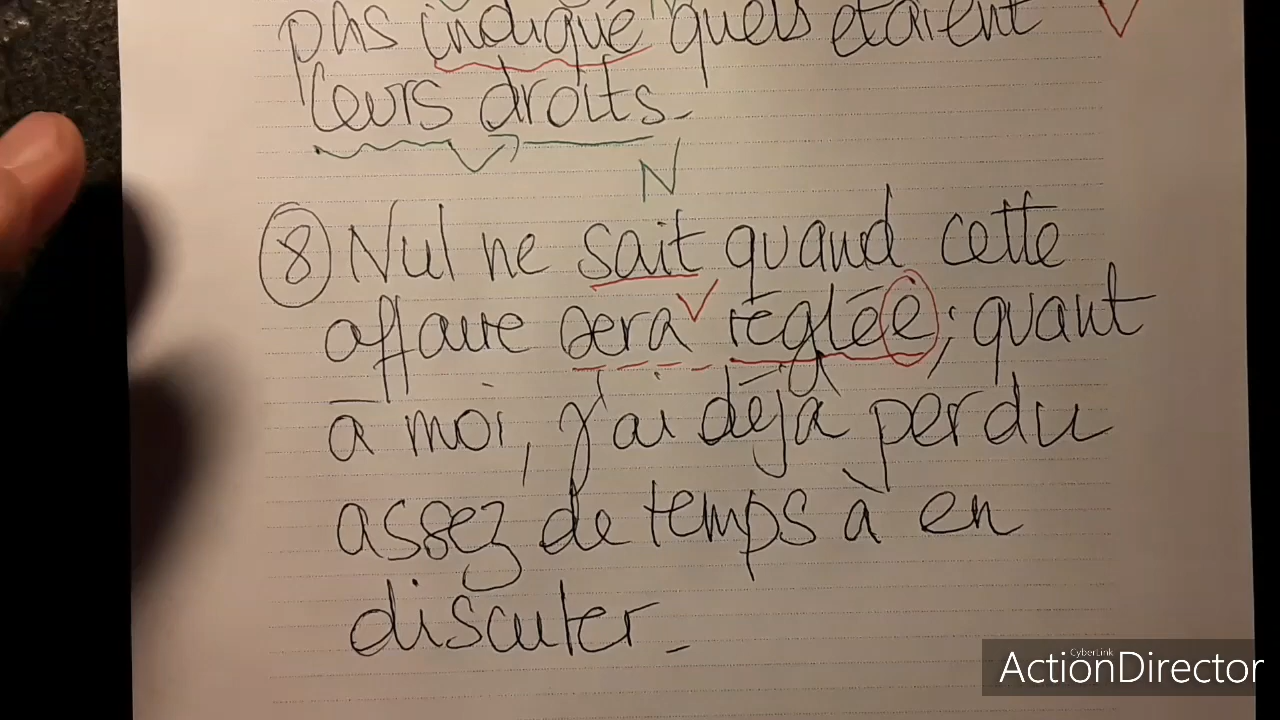 pas indiqué quels étaient
leurs droits.
N
⑧ Nul ne sait quand cette
affaire sera réglée ; quant
à moi, j'ai déjà perdu
assez de temps à en
discuter.
CyberLink
ActionDirector